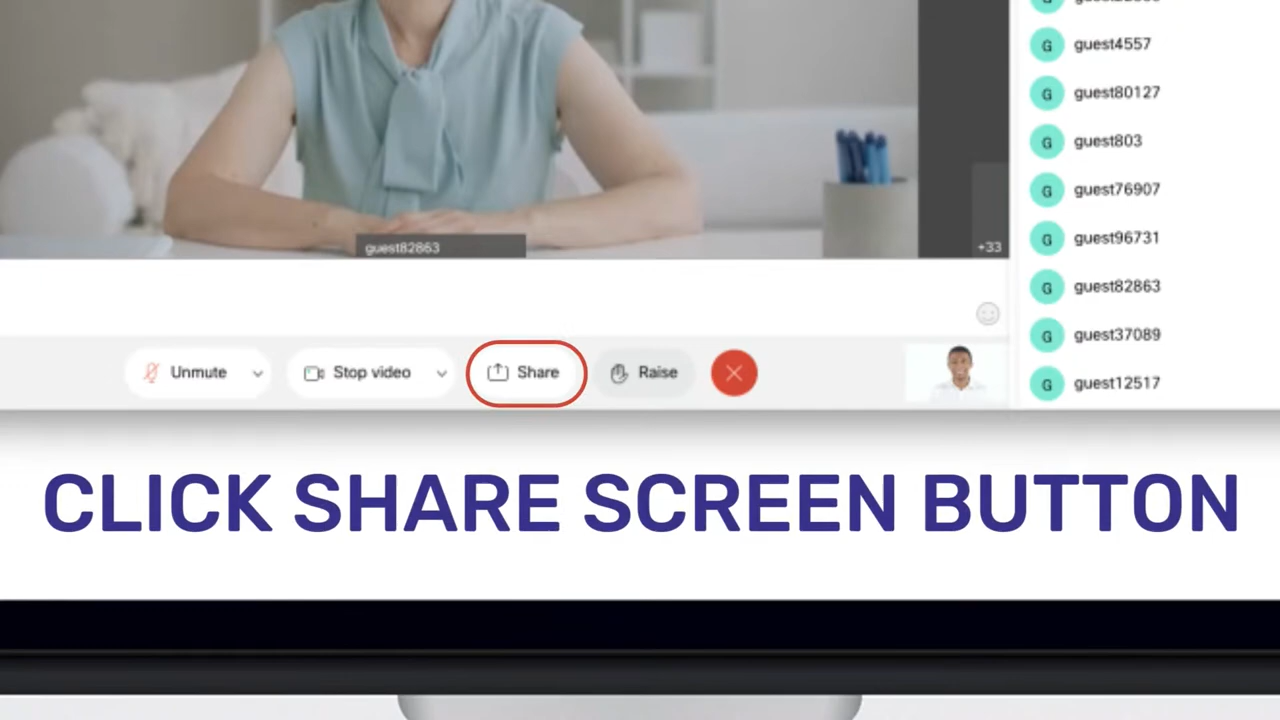 guest4557
G
guest80127
G
guest803
G
guest76907
G
guest96731
G
guest82863
G
guest37089
G
guest12517
G
guest82863
+33
Unmute
Stop video
Share
Raise
CLICK SHARE SCREEN BUTTON